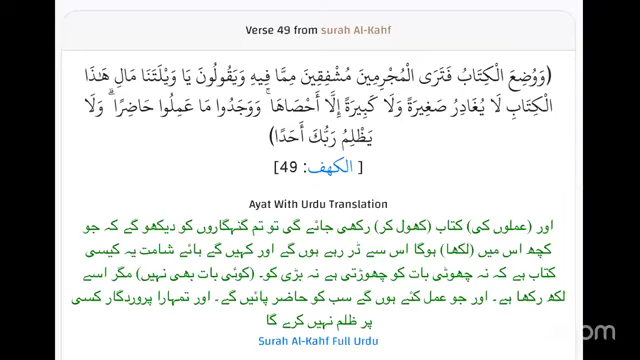 Verse 49 from surah Al-Kahf
﴿وَوُضِعَ الْكِتَابُ فَتَرَى الْمُجْرِمِينَ مُشْفِقِينَ مِمَّا فِيهِ وَيَقُولُونَ يَا وَيْلَتَنَا مَالِ هَٰذَا
الْكِتَابِ لَا يُغَادِرُ صَغِيرَةً وَلَا كَبِيرَةً إِلَّا أَحْصَاهَا ۚ وَوَجَدُوا مَا عَمِلُوا حَاضِرًا ۗ وَلَا
يَظْلِمُ رَبُّكَ أَحَدًا﴾
[ الكهف: 49]
Ayat With Urdu Translation
اور (عملوں کی) کتاب (کھول کر) رکھی جائے گی تو تم گنہگاروں کو دیکھو گے کہ جو
کچھ اس میں (لکھا) ہوگا اس سے ڈر رہے ہوں گے اور کہیں گے ہائے شامت یہ کیسی
کتاب ہے کہ نہ چھوٹی بات کو چھوڑتی ہے نہ بڑی کو۔ (کوئی بات بھی نہیں) مگر اسے
لکھ رکھا ہے۔ اور جو عمل کئے ہوں گے سب کو حاضر پائیں گے۔ اور تمہارا پروردگار کسی
پر ظلم نہیں کرے گا
Surah Al-Kahf Full Urdu